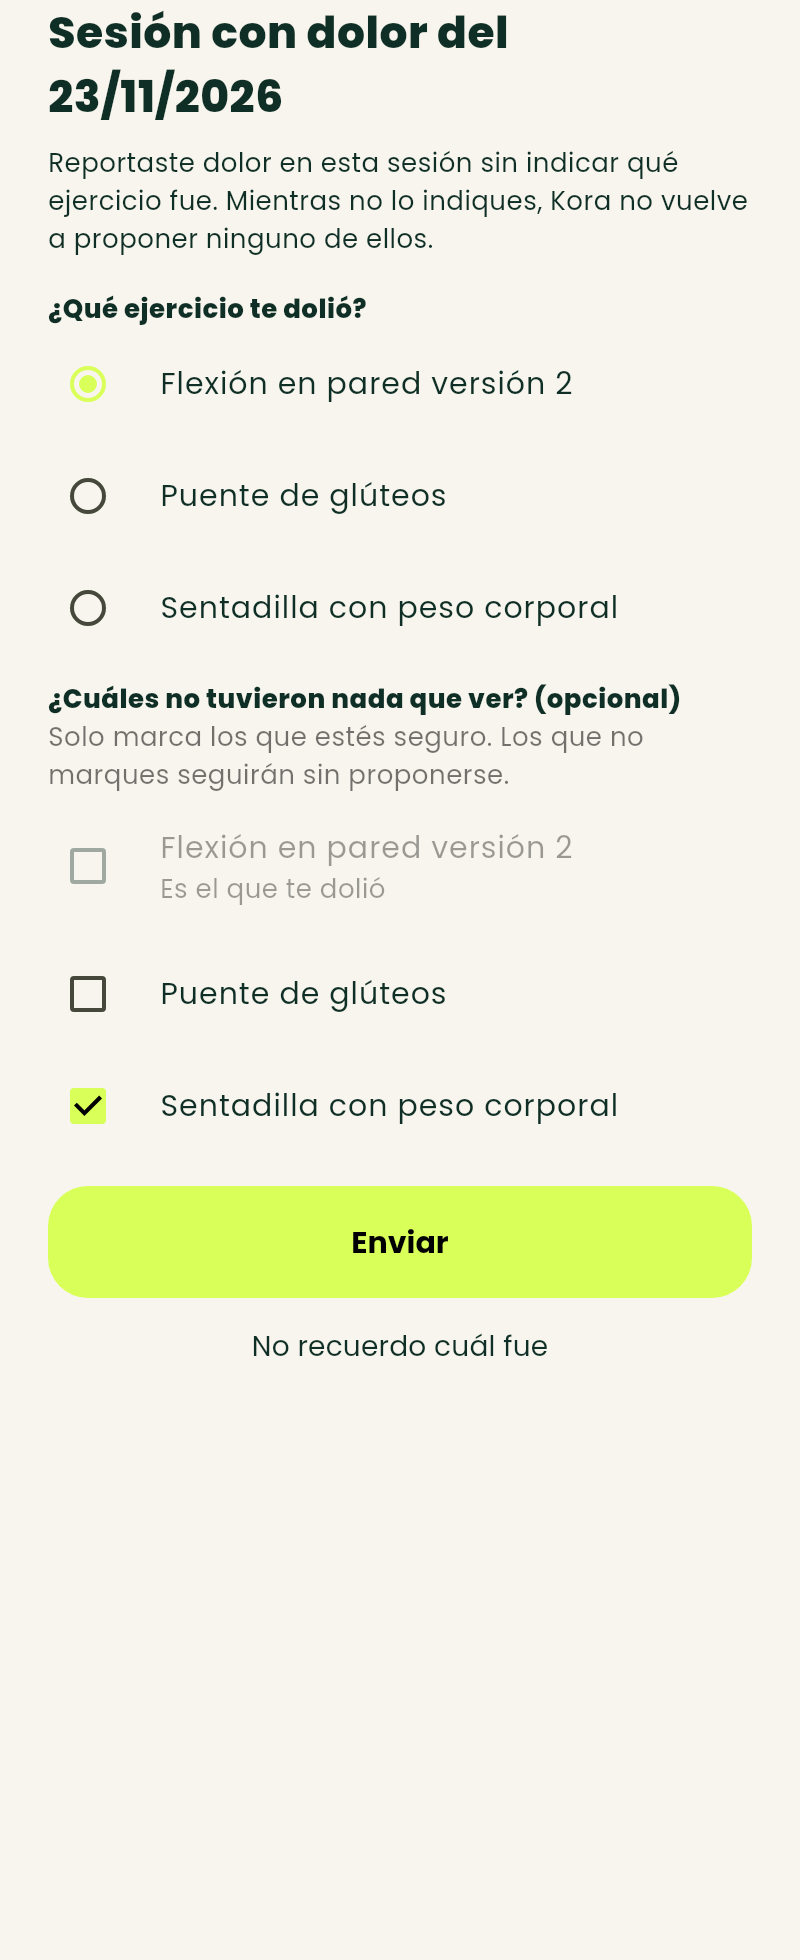 Sesión con dolor del
23/11/2026
Reportaste dolor en esta sesión sin indicar qué
ejercicio fue. Mientras no lo indiques, Kora no vuelve
a proponer ninguno de ellos.
¿Qué ejercicio te dolió?
Flexión en pared versión 2
Puente de glúteos
Sentadilla con peso corporal
¿Cuáles no tuvieron nada que ver? (opcional)
Solo marca los que estés seguro. Los que no
marques seguirán sin proponerse.
Flexión en pared versión 2
Es el que te dolió
Puente de glúteos
Sentadilla con peso corporal
Enviar
No recuerdo cuál fue